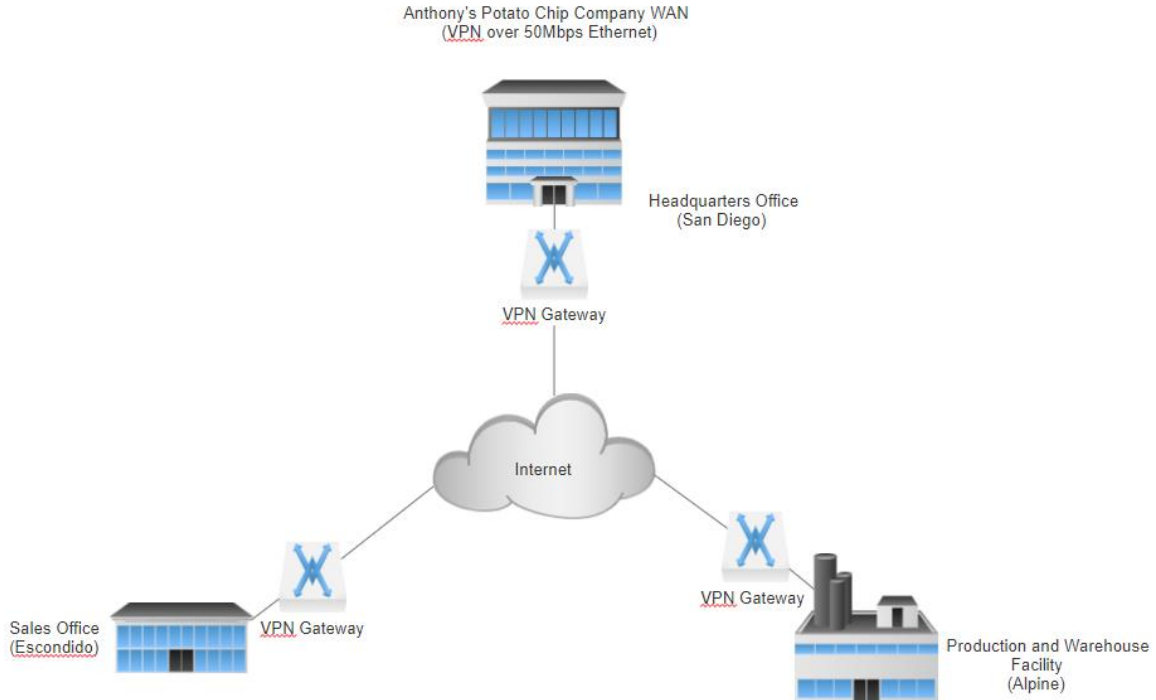 Anthony's Potato Chip Company WAN
(VPN over 50Mbps Ethernet)
Headquarters Office
(San Diego)
VPN Gateway
Internet
VPN Gateway
Sales Office
(Escondido)
VPN Gateway
Production and Warehouse
Facility
(Alpine)